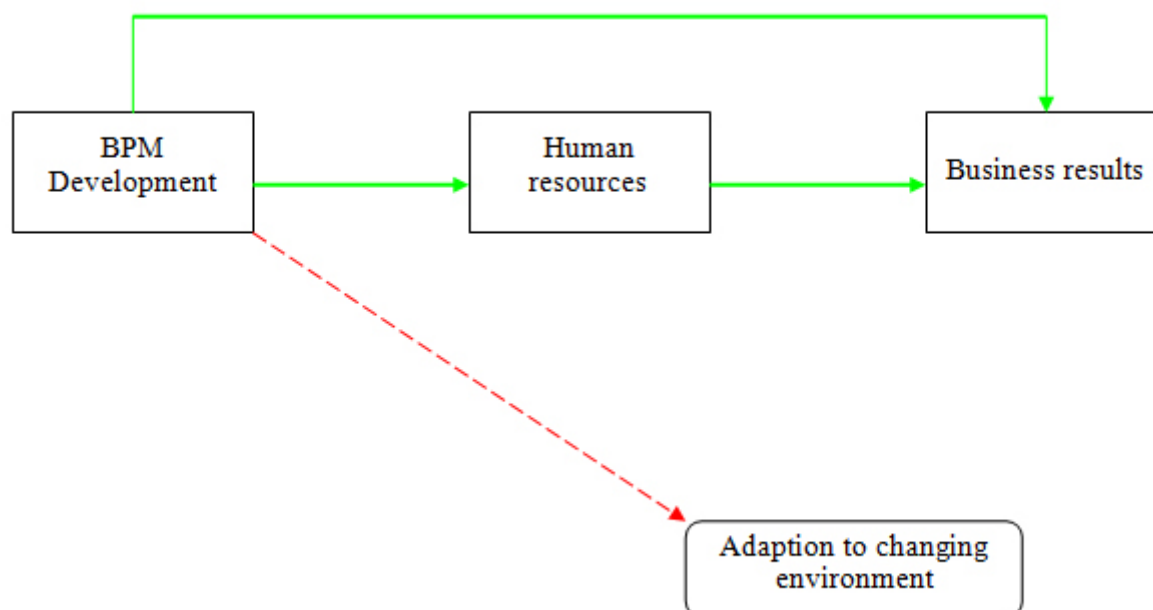 BPM
Development
Human
resources
Business results
Adaption to changing
environment